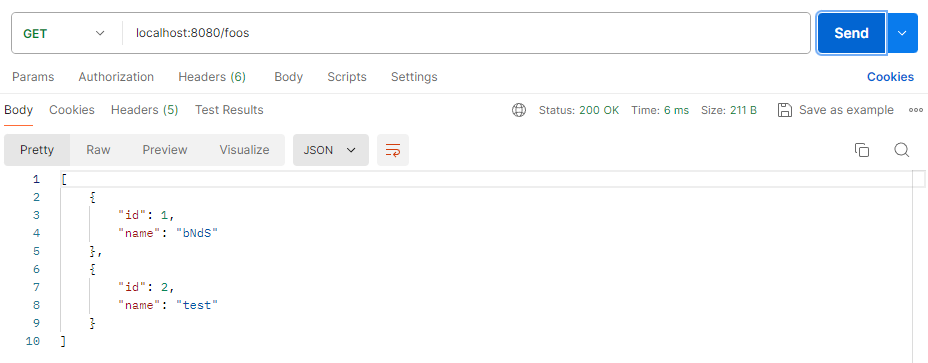 GET localhost:8080/foos Send
Params Authorization Headers (6) Body Scripts Settings Cookies
Body Cookies Headers (5) Test Results Status: 200 OK Time: 6 ms Size: 211 B Save as example
Pretty Raw Preview Visualize JSON
1 [
2 {
3 "id": 1,
4 "name": "bNdS"
5 },
6 {
7 "id": 2,
8 "name": "test"
9 }
10 ]